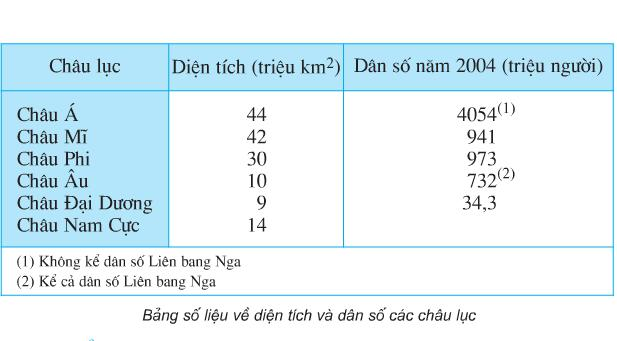 Châu lục Diện tích (triệu km²) Dân số năm 2004 (triệu người)
Châu Á 44 4054(1)
Châu Mĩ 42 941
Châu Phi 30 973
Châu Âu 10 732(2)
Châu Đại Dương 9 34,3
Châu Nam Cực 14
(1) Không kể dân số Liên bang Nga
(2) Kể cả dân số Liên bang Nga
Bảng số liệu về diện tích và dân số các châu lục